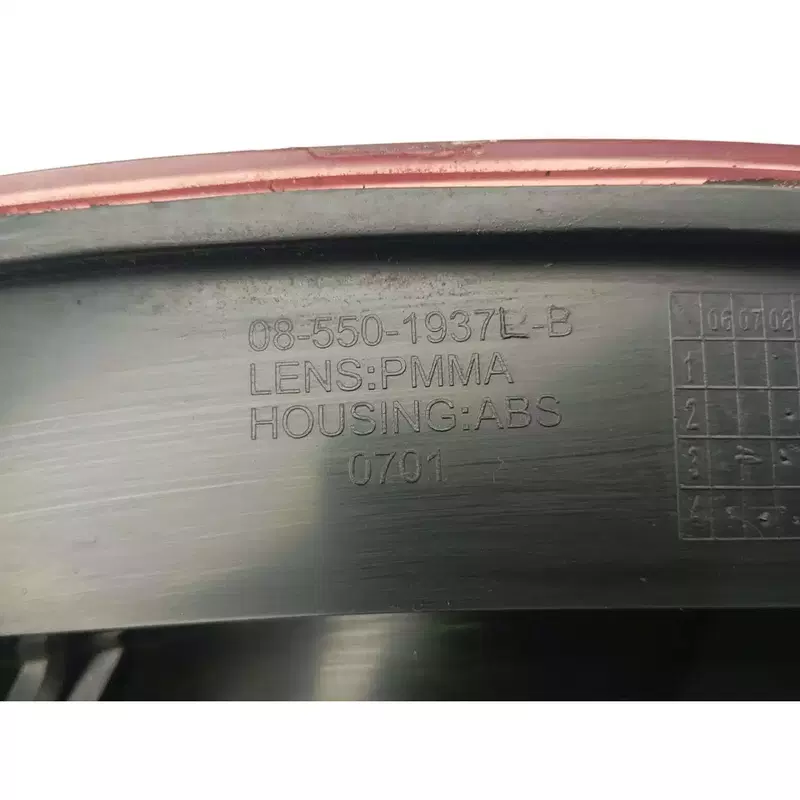 08-550-1937L-B
LENS:PMMA
HOUSING:ABS
0701
06 07 08
1
2
3
4